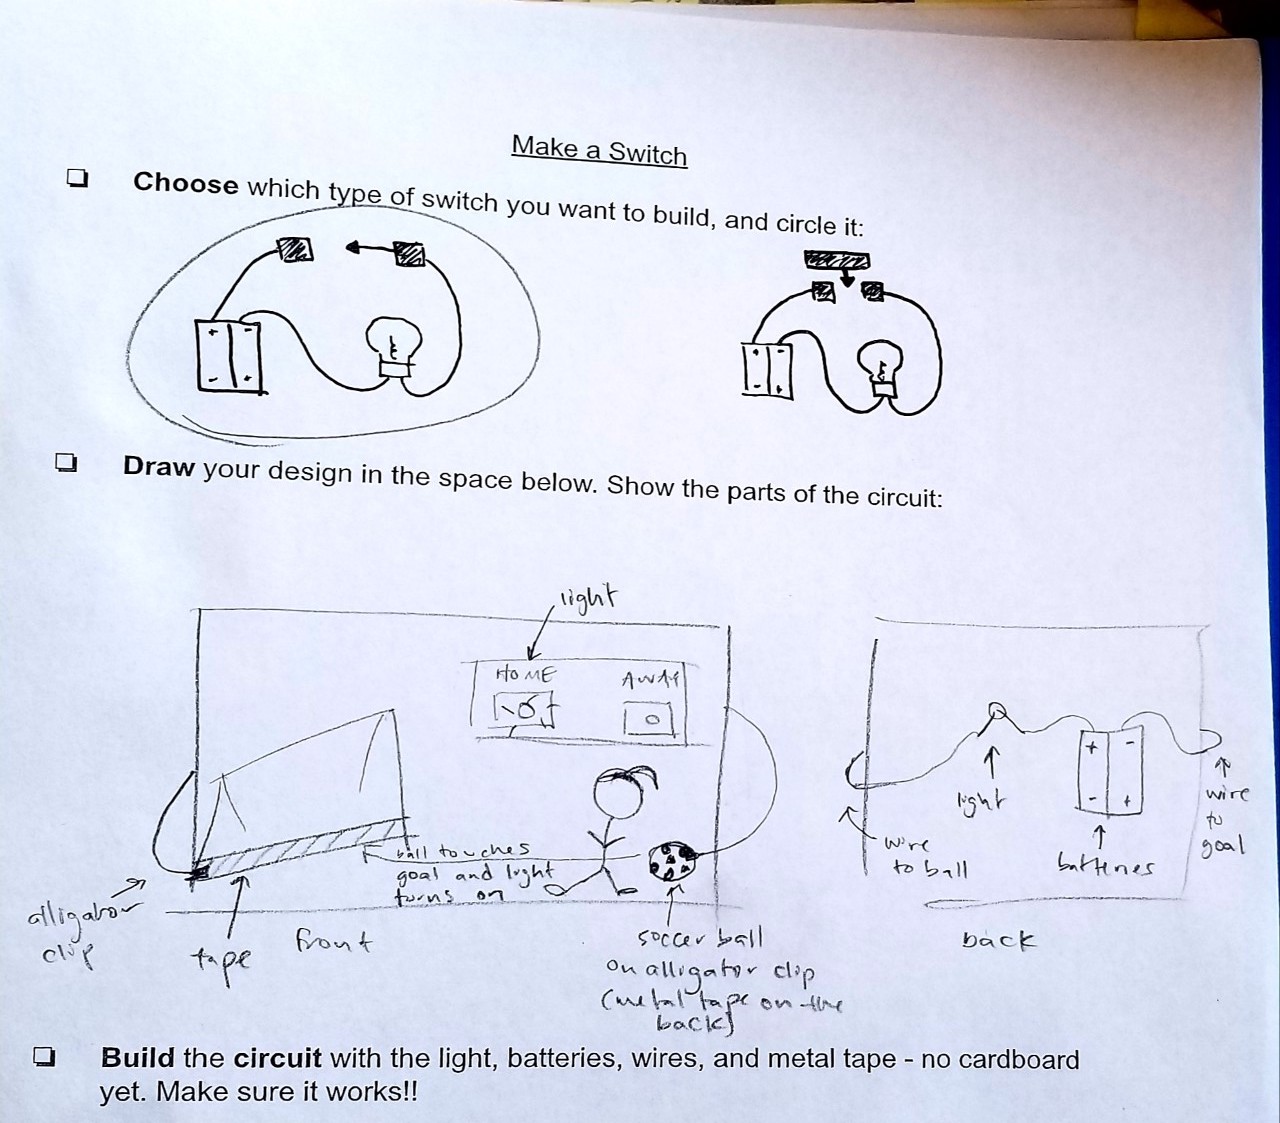 Make a Switch
Choose which type of switch you want to build, and circle it:
+ -
- +
+ -
- +
Draw your design in the space below. Show the parts of the circuit:
light
HOME AWAY
ball touches
goal and light
turns on
alligator
clip
tape
front
soccer ball
on alligator clip
(metal tape on the
back)
+ -
- +
light
wire
to ball
batteries
wire
to
goal
back
Build the circuit with the light, batteries, wires, and metal tape - no cardboard
yet. Make sure it works!!